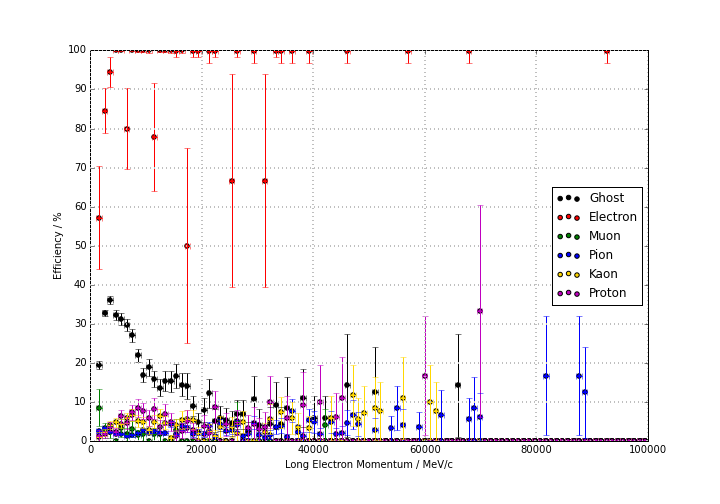 100
90
80
70
60
50
40
30
20
10
0
Efficiency / %
Ghost
Electron
Muon
Pion
Kaon
Proton
0 20000 40000 60000 80000 100000
Long Electron Momentum / MeV/c